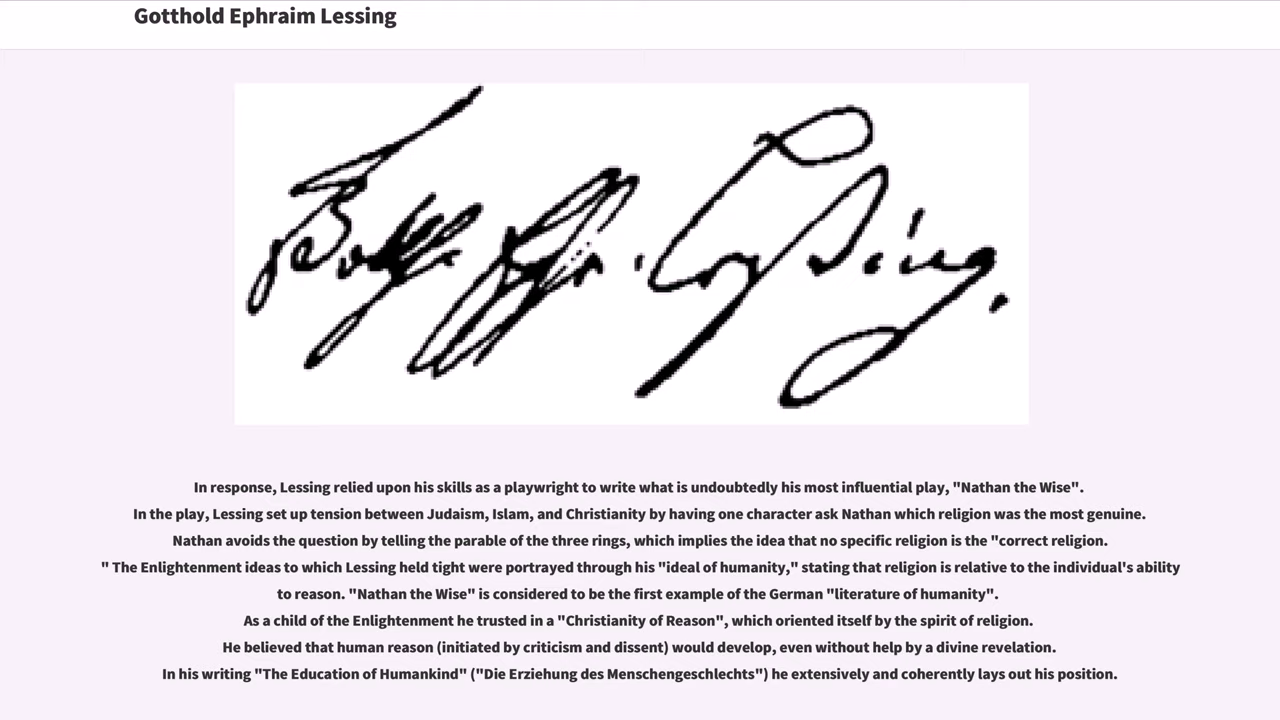 Gotthold Ephraim Lessing
Gotth. Ephr. Lessing.
In response, Lessing relied upon his skills as a playwright to write what is undoubtedly his most influential play, "Nathan the Wise".
In the play, Lessing set up tension between Judaism, Islam, and Christianity by having one character ask Nathan which religion was the most genuine.
Nathan avoids the question by telling the parable of the three rings, which implies the idea that no specific religion is the "correct religion.
" The Enlightenment ideas to which Lessing held tight were portrayed through his "ideal of humanity," stating that religion is relative to the individual's ability
to reason. "Nathan the Wise" is considered to be the first example of the German "literature of humanity".
As a child of the Enlightenment he trusted in a "Christianity of Reason", which oriented itself by the spirit of religion.
He believed that human reason (initiated by criticism and dissent) would develop, even without help by a divine revelation.
In his writing "The Education of Humankind" ("Die Erziehung des Menschengeschlechts") he extensively and coherently lays out his position.